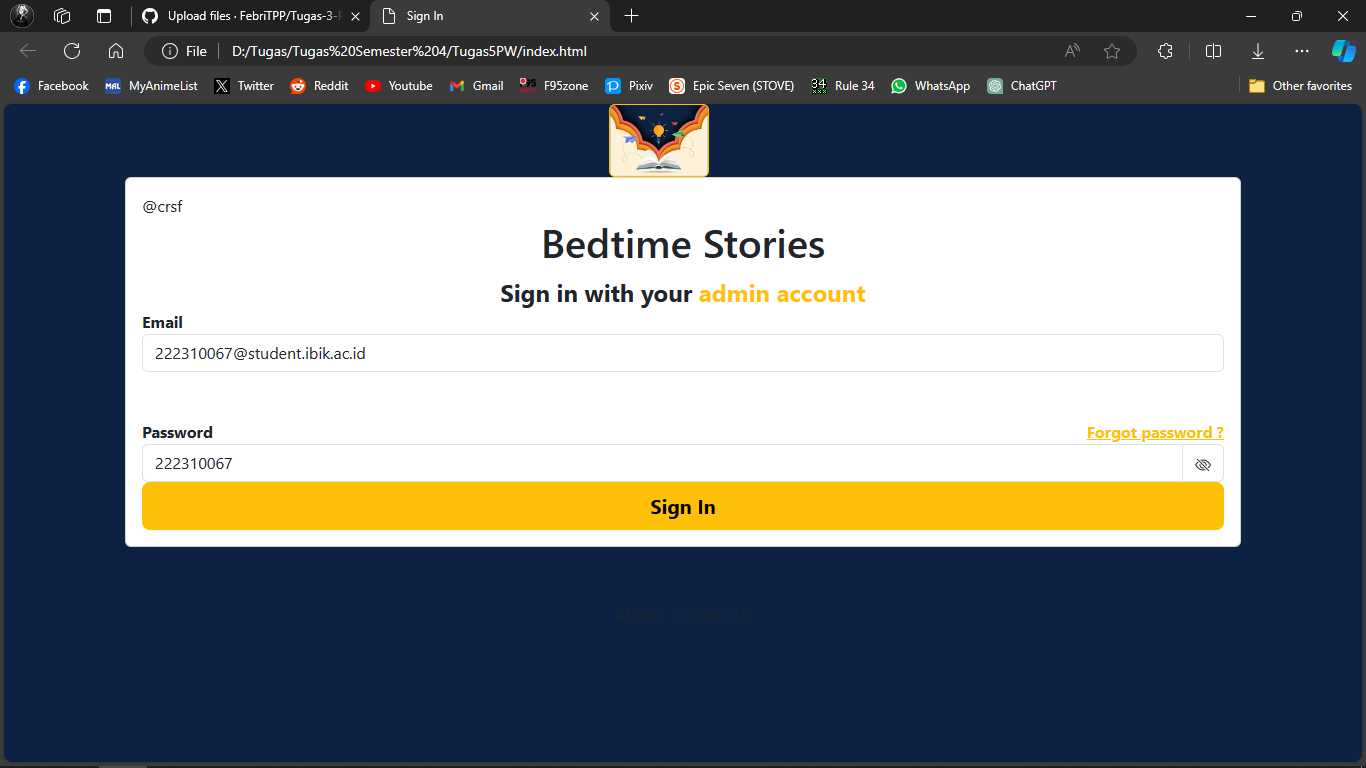 Upload files · FebriTPP/Tugas-3-P
Sign In
File
D:/Tugas/Tugas%20Semester%204/Tugas5PW/index.html
Facebook
MAL MyAnimeList
Twitter
Reddit
Youtube
Gmail
F95zone
Pixiv
Epic Seven (STOVE)
34 Rule 34
WhatsApp
ChatGPT
Other favorites
@crsf
Bedtime Stories
Sign in with your admin account
Email
222310067@student.ibik.ac.id
Password Forgot password ?
222310067
Sign In
About Contact Us